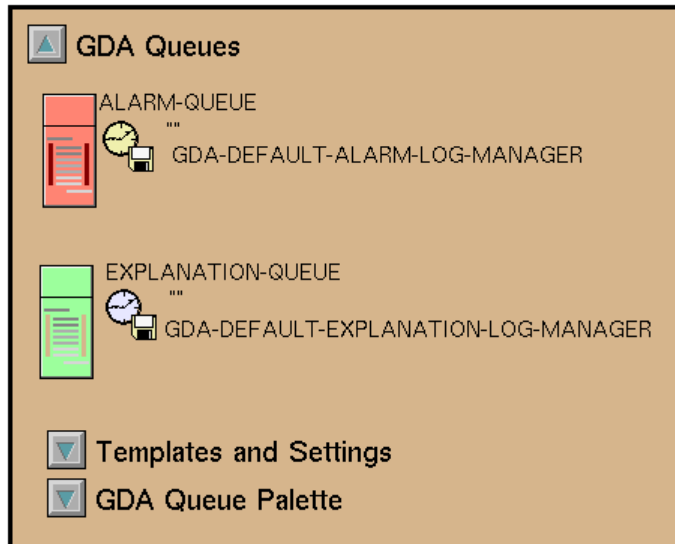 GDA Queues
ALARM-QUEUE
""
GDA-DEFAULT-ALARM-LOG-MANAGER
EXPLANATION-QUEUE
""
GDA-DEFAULT-EXPLANATION-LOG-MANAGER
Templates and Settings
GDA Queue Palette